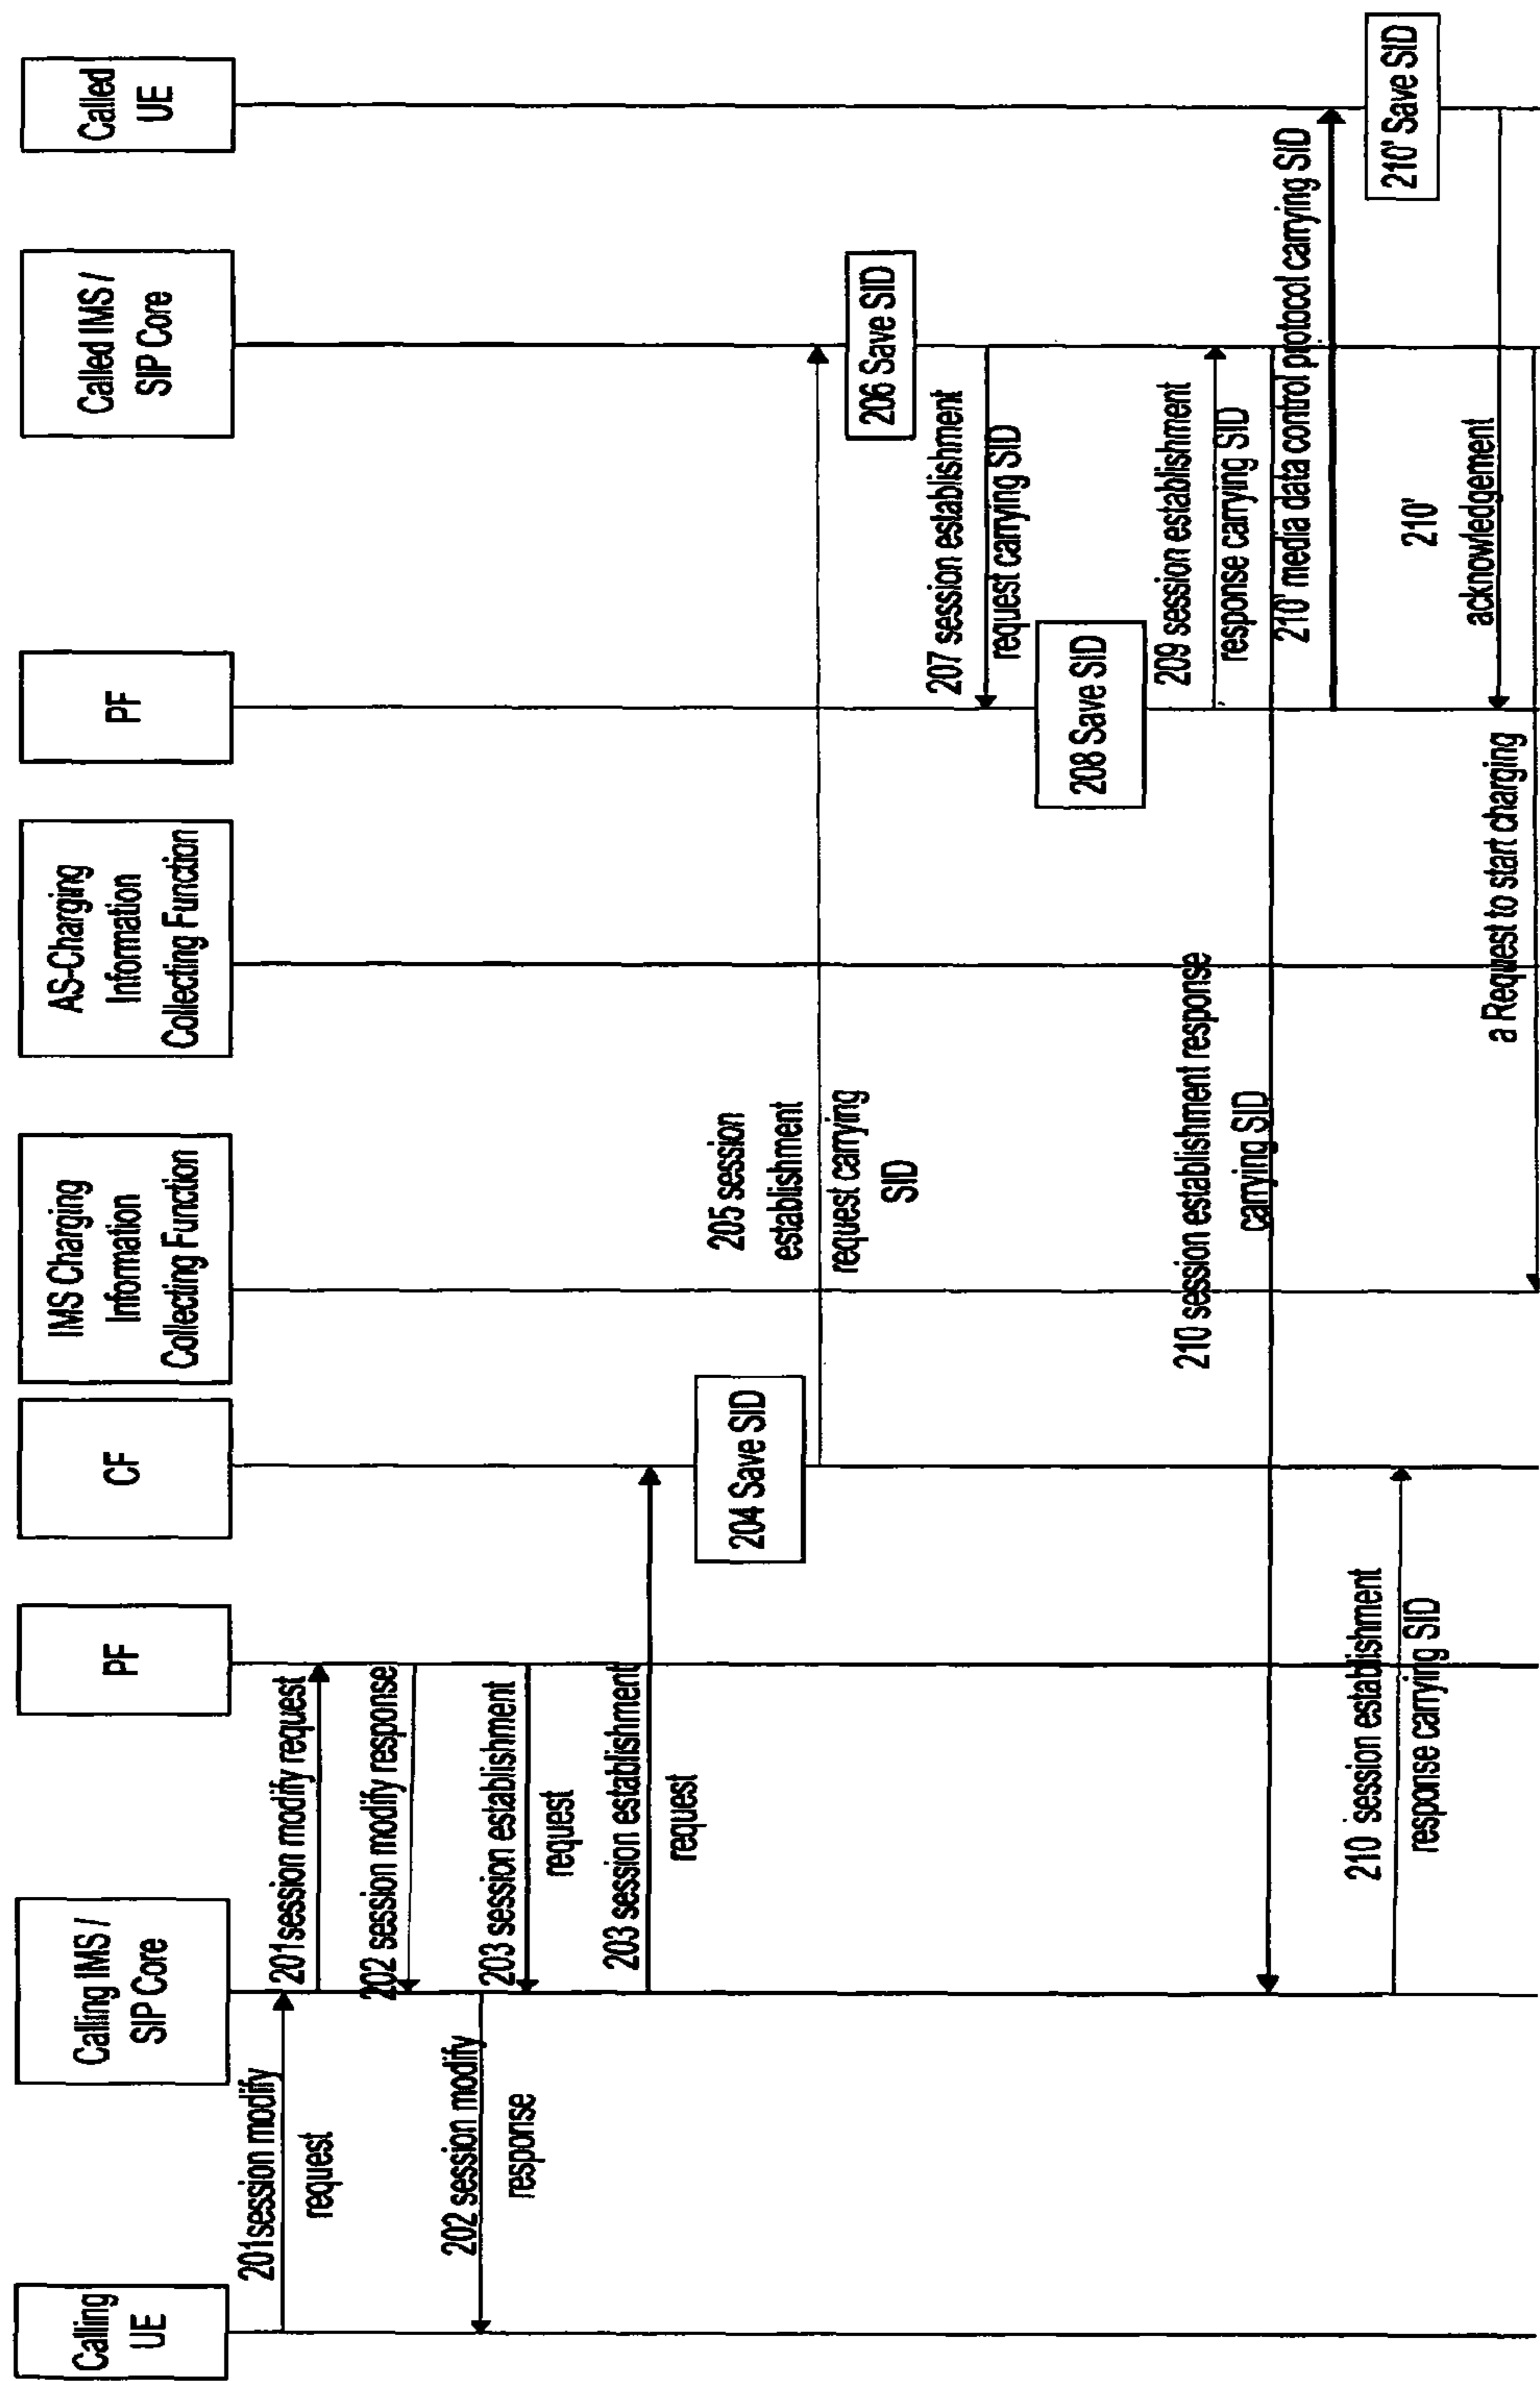 Calling
UE
Calling IMS /
SIP Core
PF
CF
IMS Charging
Information
Collecting Function
AS-Charging
Information
Collecting Function
PF
Called IMS /
SIP Core
Called
UE
201session modify
request
201session modify request
202 session modify response
202 session modify
response
203 session establishment
request
203 session establishment
request
204 Save SID
205 session
establishment
request carrying
SID
206 Save SID
207 session establishment
request carrying SID
208 Save SID
209 session establishment
response carrying SID
210 session establishment response
carrying SID
210' media data control protocol carrying SID
210 session establishment
response carrying SID
210' Save SID
210'
acknowledgement
a Request to start charging